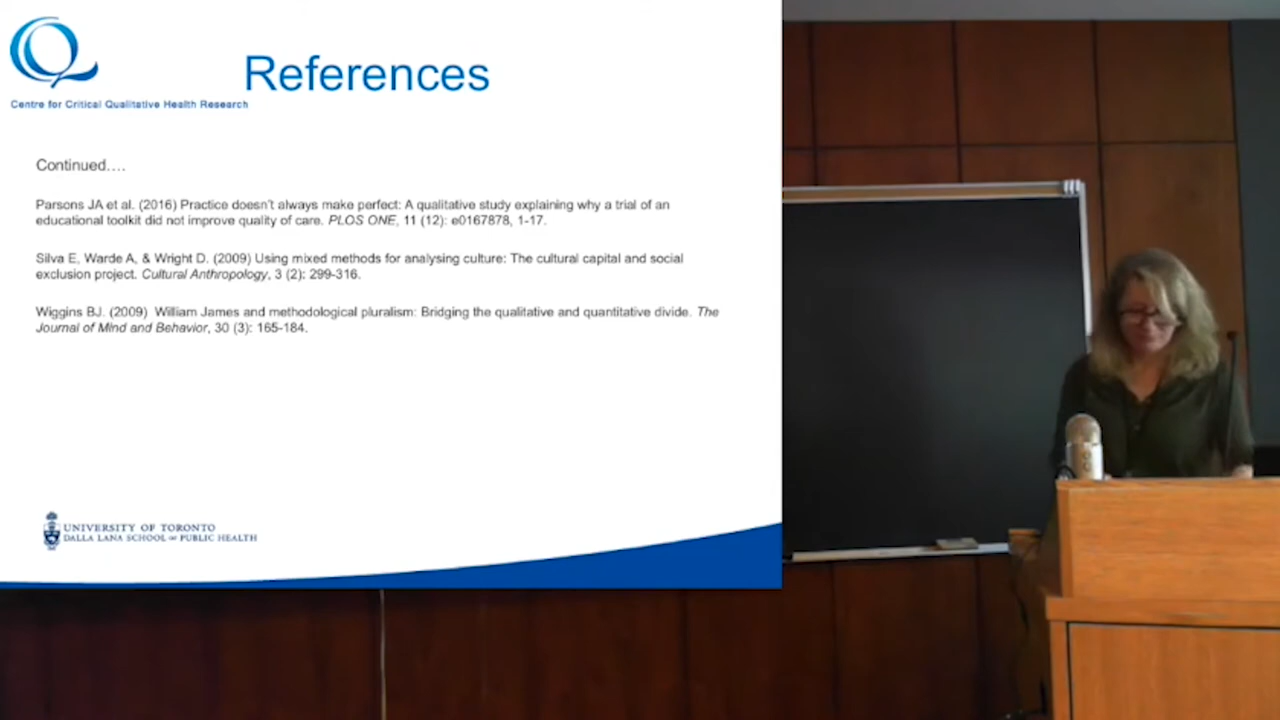 References
Centre for Critical Qualitative Health Research
Continued….
Parsons JA et al. (2016) Practice doesn't always make perfect: A qualitative study explaining why a trial of an
educational toolkit did not improve quality of care. PLOS ONE, 11 (12): e0167878, 1-17.
Silva E, Warde A, & Wright D. (2009) Using mixed methods for analysing culture: The cultural capital and social
exclusion project. Cultural Anthropology, 3 (2): 299-316.
Wiggins BJ. (2009) William James and methodological pluralism: Bridging the qualitative and quantitative divide. The
Journal of Mind and Behavior, 30 (3): 165-184.
UNIVERSITY OF TORONTO
DALLA LANA SCHOOL OF PUBLIC HEALTH